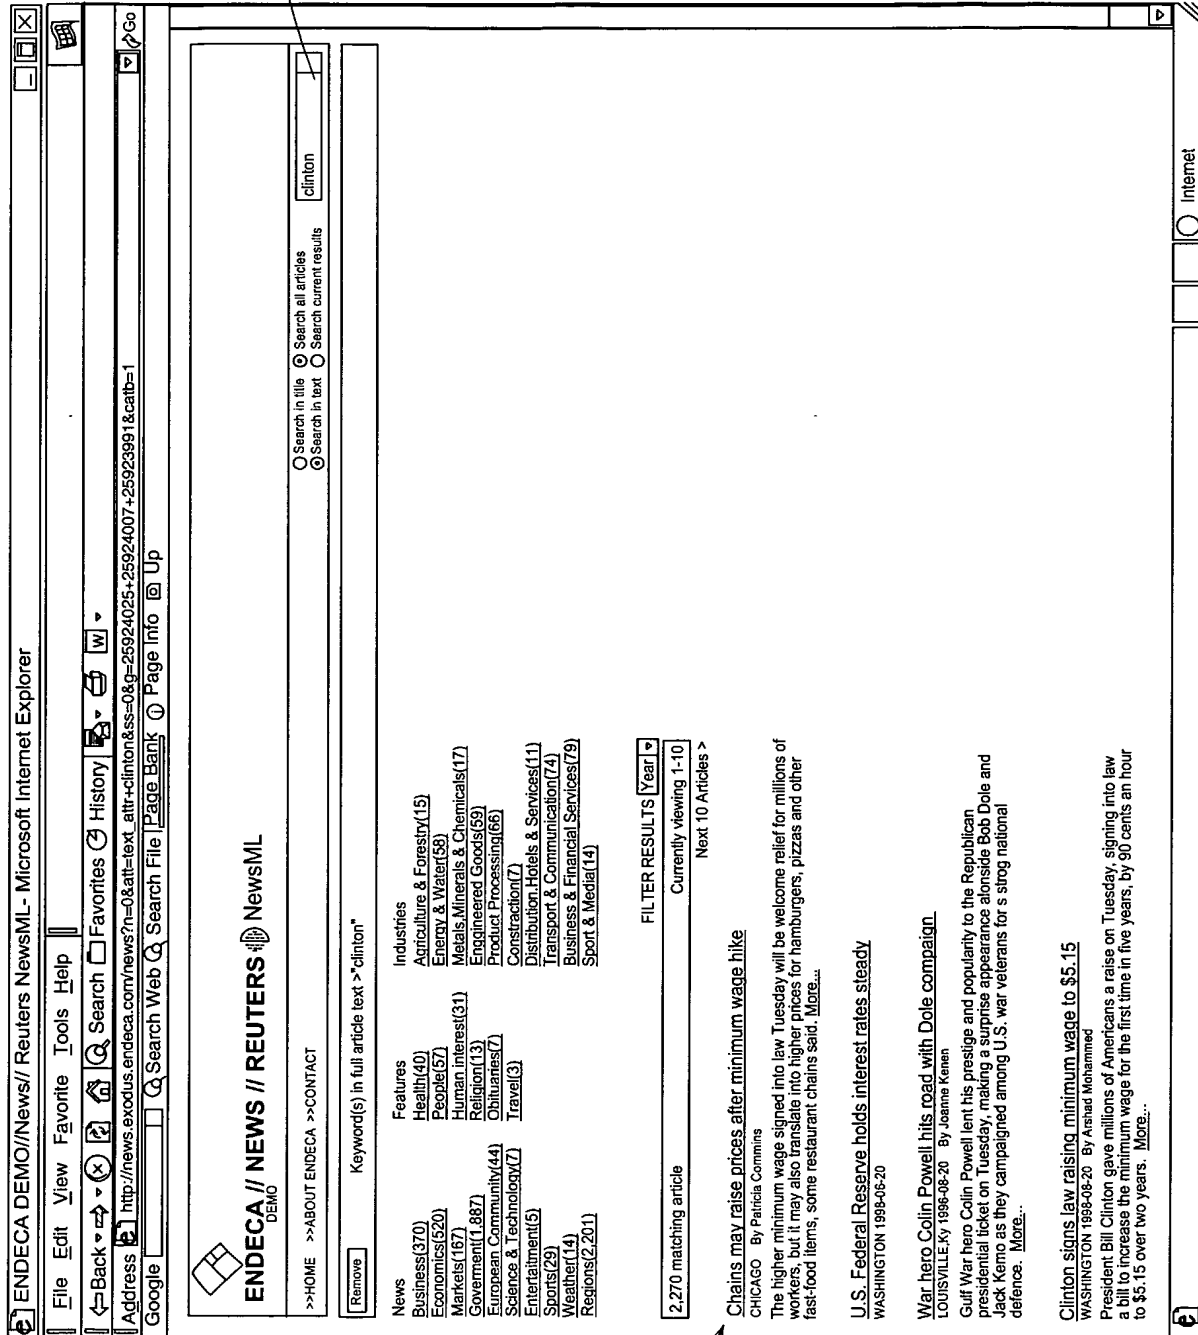 ENDECA DEMO//News// Reuters NewsML- Microsoft Internet Explorer
File Edit View Favorite Tools Help
Back Search Favorites History W
Address http://news.exodus.endeca.com/news?n=0&att=text_attr+clinton&ss=0&g=25924025+25924007+25923991&catb=1 Go
Google Search Web Search File Page Bank Page Info Up
ENDECA // NEWS // REUTERS NewsML
DEMO
>>HOME >>ABOUT ENDECA >>CONTACT
Search in title Search all articles
Search in text Search current results
clinton
Remove Keyword(s) in full article text >"clinton"
News
Business(370)
Economics(520)
Markets(167)
Goverment(1,887)
European Community(44)
Science & Technology(7)
Entertaitment(5)
Sports(29)
Weather(14)
Regions(2,201)
Features
Health(40)
People(57)
Human interest(31)
Religion(13)
Obituaries(7)
Travel(3)
Industries
Agriculture & Forestry(15)
Energy & Water(58)
Metals,Minerals & Chemicals(17)
Enggineered Goods(59)
Product Processing(66)
Constraction(7)
Distribution,Hotels & Services(11)
Transport & Communication(74)
Business & Financial Services(79)
Sport & Media(14)
FILTER RESULTS Year
2,270 matching article Currently viewing 1-10
Next 10 Articles >
Chains may raise prices after minimum wage hike
CHICAGO By Patricia Commins
The higher minimum wage signed into law Tuesday will be welcome relief for millions of
workers, but it may also translate into higher prices for hamburgers, pizzas and other
fast-food items, some restaurant chains said. More...
U.S. Federal Reserve holds interest rates steady
WASHINGTON 1998-06-20
War hero Colin Powell hits road with Dole campaign
LOUISVILLE,Ky 1996-08-20 By Joanne Kenen
Gulf War hero Colin Powell lent his prestige and popularity to the Republican
presidential ticket on Tuesday, making a surprise appearance alonside Bob Dole and
Jack Kemo as they campaigned among U.S. war veterans for s strog national
defence. More...
Clinton signs law raising minimum wage to $5.15
WASHINGTON 1998-08-20 By Arshad Mohammed
President Bill Clinton gave millions of Americans a raise on Tuesday, signing into law
a bill to increase the minimum wage for the first time in five years, by 90 cents an hour
to $5.15 over two years. More...
Internet